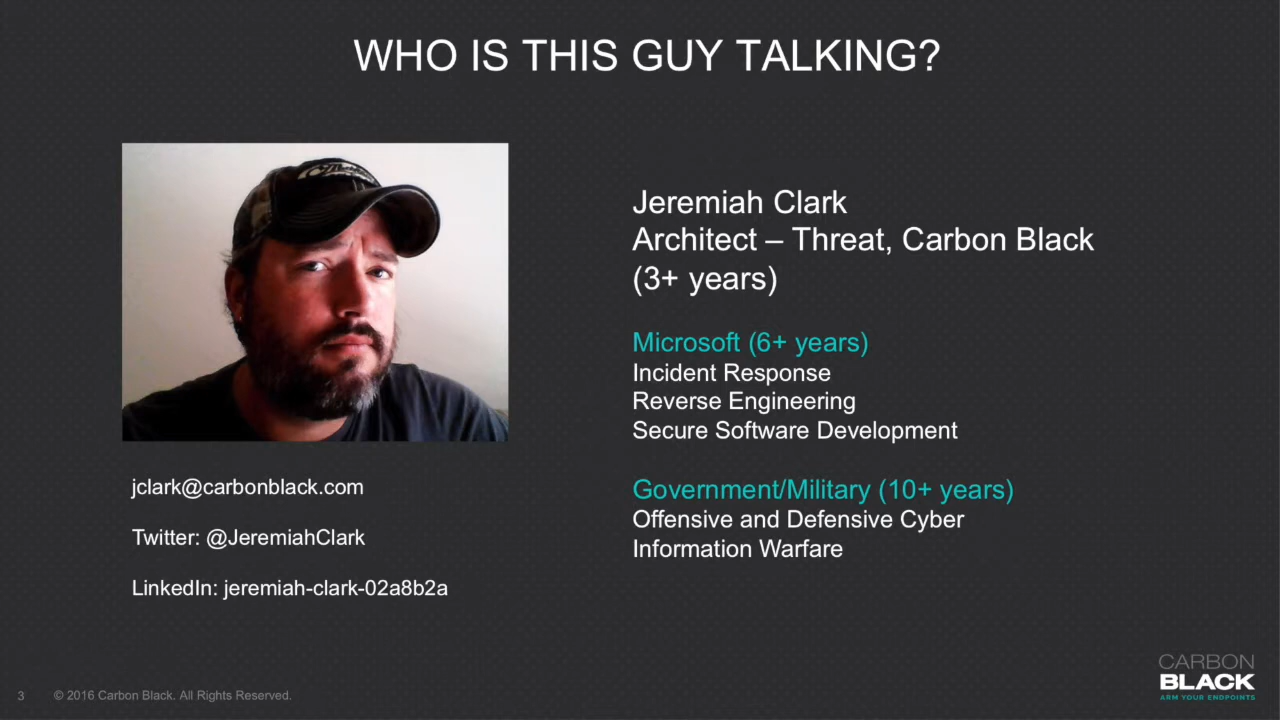 WHO IS THIS GUY TALKING?
jclark@carbonblack.com
Twitter: @JeremiahClark
LinkedIn: jeremiah-clark-02a8b2a
Jeremiah Clark
Architect – Threat, Carbon Black
(3+ years)
Microsoft (6+ years)
Incident Response
Reverse Engineering
Secure Software Development
Government/Military (10+ years)
Offensive and Defensive Cyber
Information Warfare
3 © 2016 Carbon Black. All Rights Reserved.
CARBON
BLACK
ARM YOUR ENDPOINTS